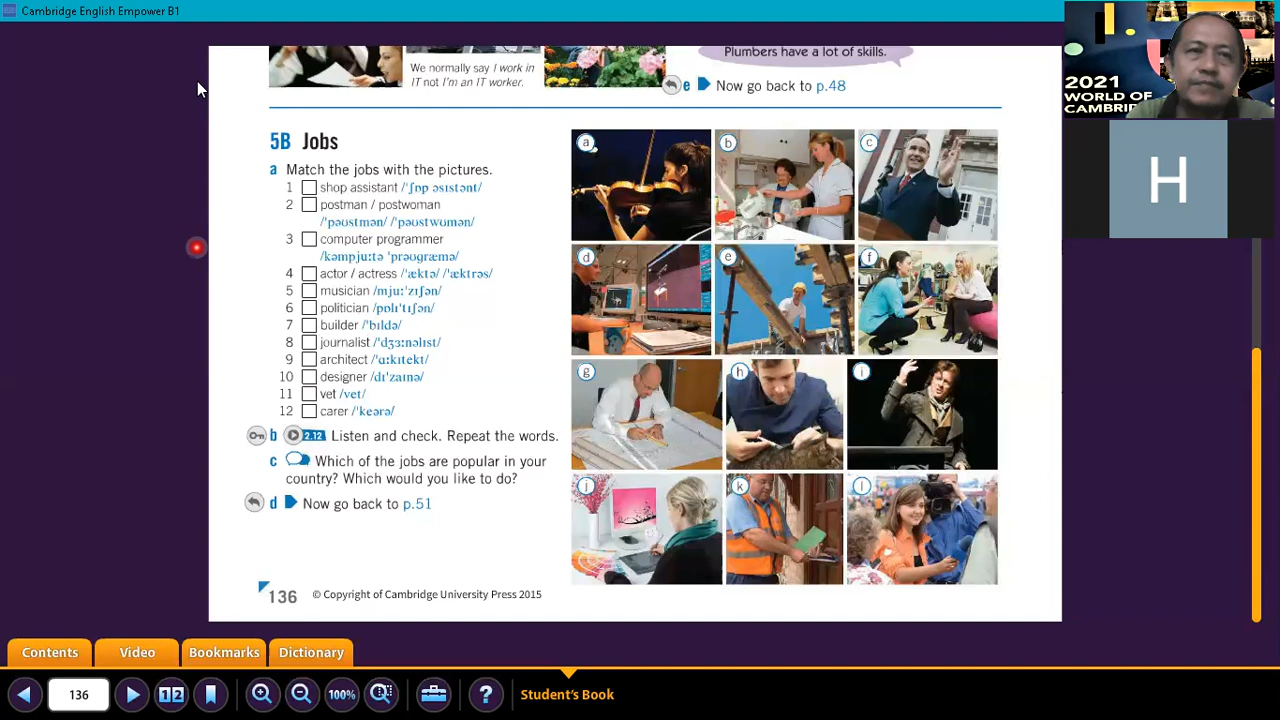 Cambridge English Empower B1
We normally say I work in
IT not I'm an IT worker.
Plumbers have a lot of skills.
e Now go back to p.48
5B Jobs
a Match the jobs with the pictures.
1 shop assistant /ˈʃɒp əsɪstənt/
2 postman / postwoman
/ˈpəʊstmən/ /ˈpəʊstwʊmən/
3 computer programmer
/kəmpjuːtə ˈprəʊgræmə/
4 actor / actress /ˈæktə/ /ˈæktrəs/
5 musician /mjuːˈzɪʃən/
6 politician /pɒlɪˈtɪʃən/
7 builder /ˈbɪldə/
8 journalist /ˈdʒɜːnəlɪst/
9 architect /ˈɑːkɪtekt/
10 designer /dɪˈzaɪnə/
11 vet /vet/
12 carer /ˈkeərə/
b 2.12 Listen and check. Repeat the words.
c Which of the jobs are popular in your
country? Which would you like to do?
d Now go back to p.51
a b c
d e f
g h i
j k l
136 © Copyright of Cambridge University Press 2015
2021
WORLD OF
CAMBRID
H
Contents Video Bookmarks Dictionary
136 12 100% ? Student's Book